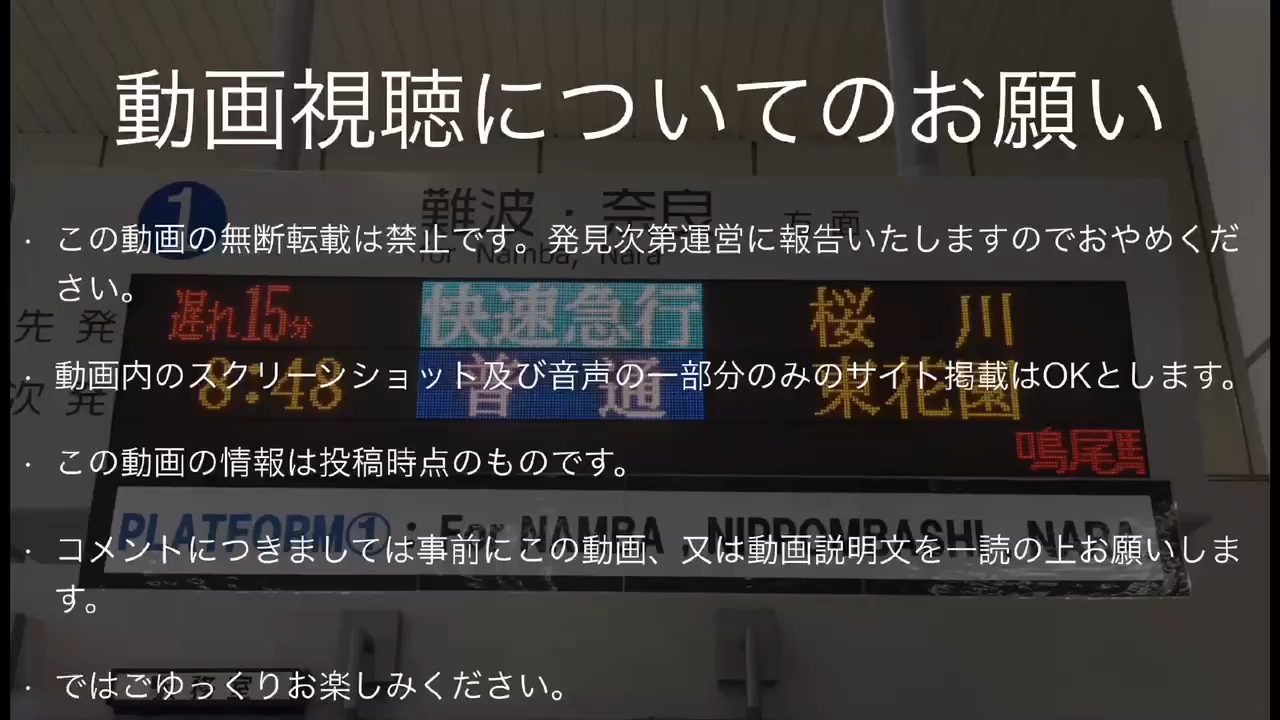 動画視聴についてのお願い
1
難波・奈良 方面
for Namba, Nara
・この動画の無断転載は禁止です。発見次第運営に報告いたしますのでおやめくだ
さい。
先発
遅れ15分 快速急行 桜川
・動画内のスクリーンショット及び音声の一部分のみのサイト掲載はOKとします。
次発
8:48 普通 東花園
鳴尾
・この動画の情報は投稿時点のものです。
PLATFORM①：For NAMBA ,NIPPOMBASHI, NARA
・コメントにつきましては事前にこの動画、又は動画説明文を一読の上お願いしま
す。
・ではごゆっくりお楽しみください。